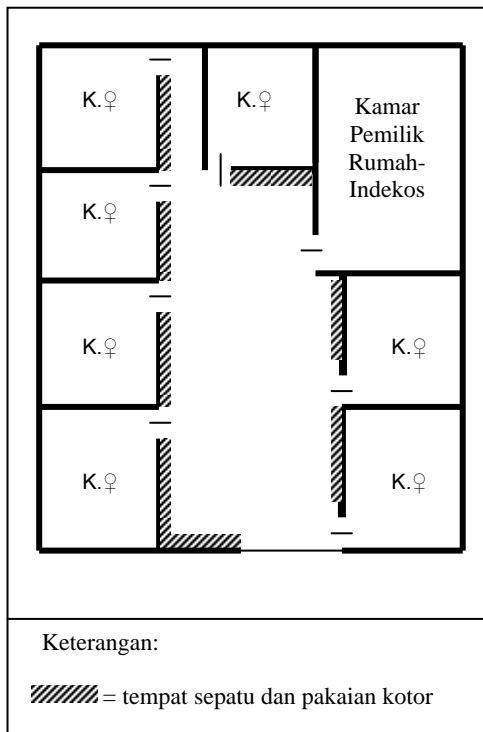 K.♀
K.♀
Kamar
Pemilik
Rumah-
Indekos
K.♀
K.♀
K.♀
K.♀
K.♀
Keterangan:
= tempat sepatu dan pakaian kotor